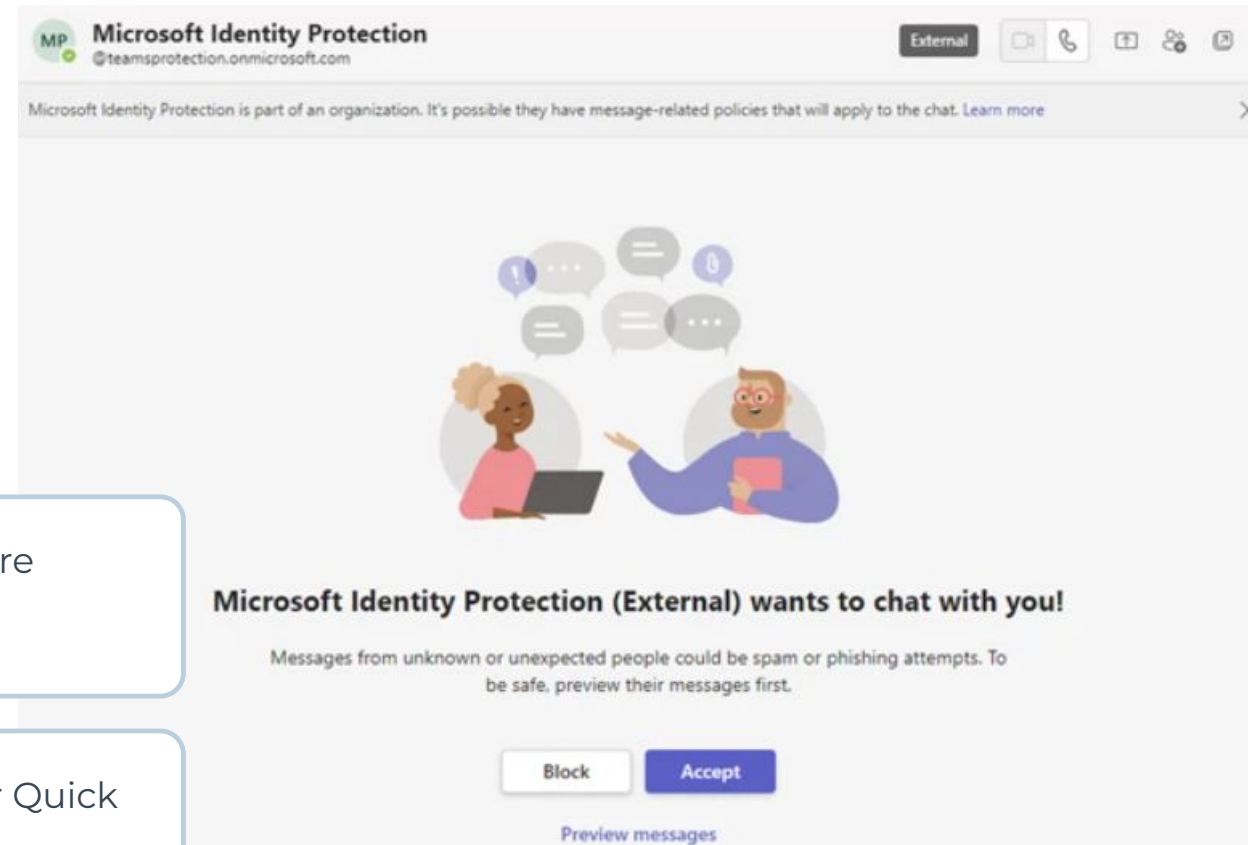 MP
Microsoft Identity Protection
@teamsprotection.onmicrosoft.com
External
Microsoft Identity Protection is part of an organization. It's possible they have message-related policies that will apply to the chat. Learn more
re
Microsoft Identity Protection (External) wants to chat with you!
Messages from unknown or unexpected people could be spam or phishing attempts. To
be safe, preview their messages first.
Quick
Block
Accept
Preview messages